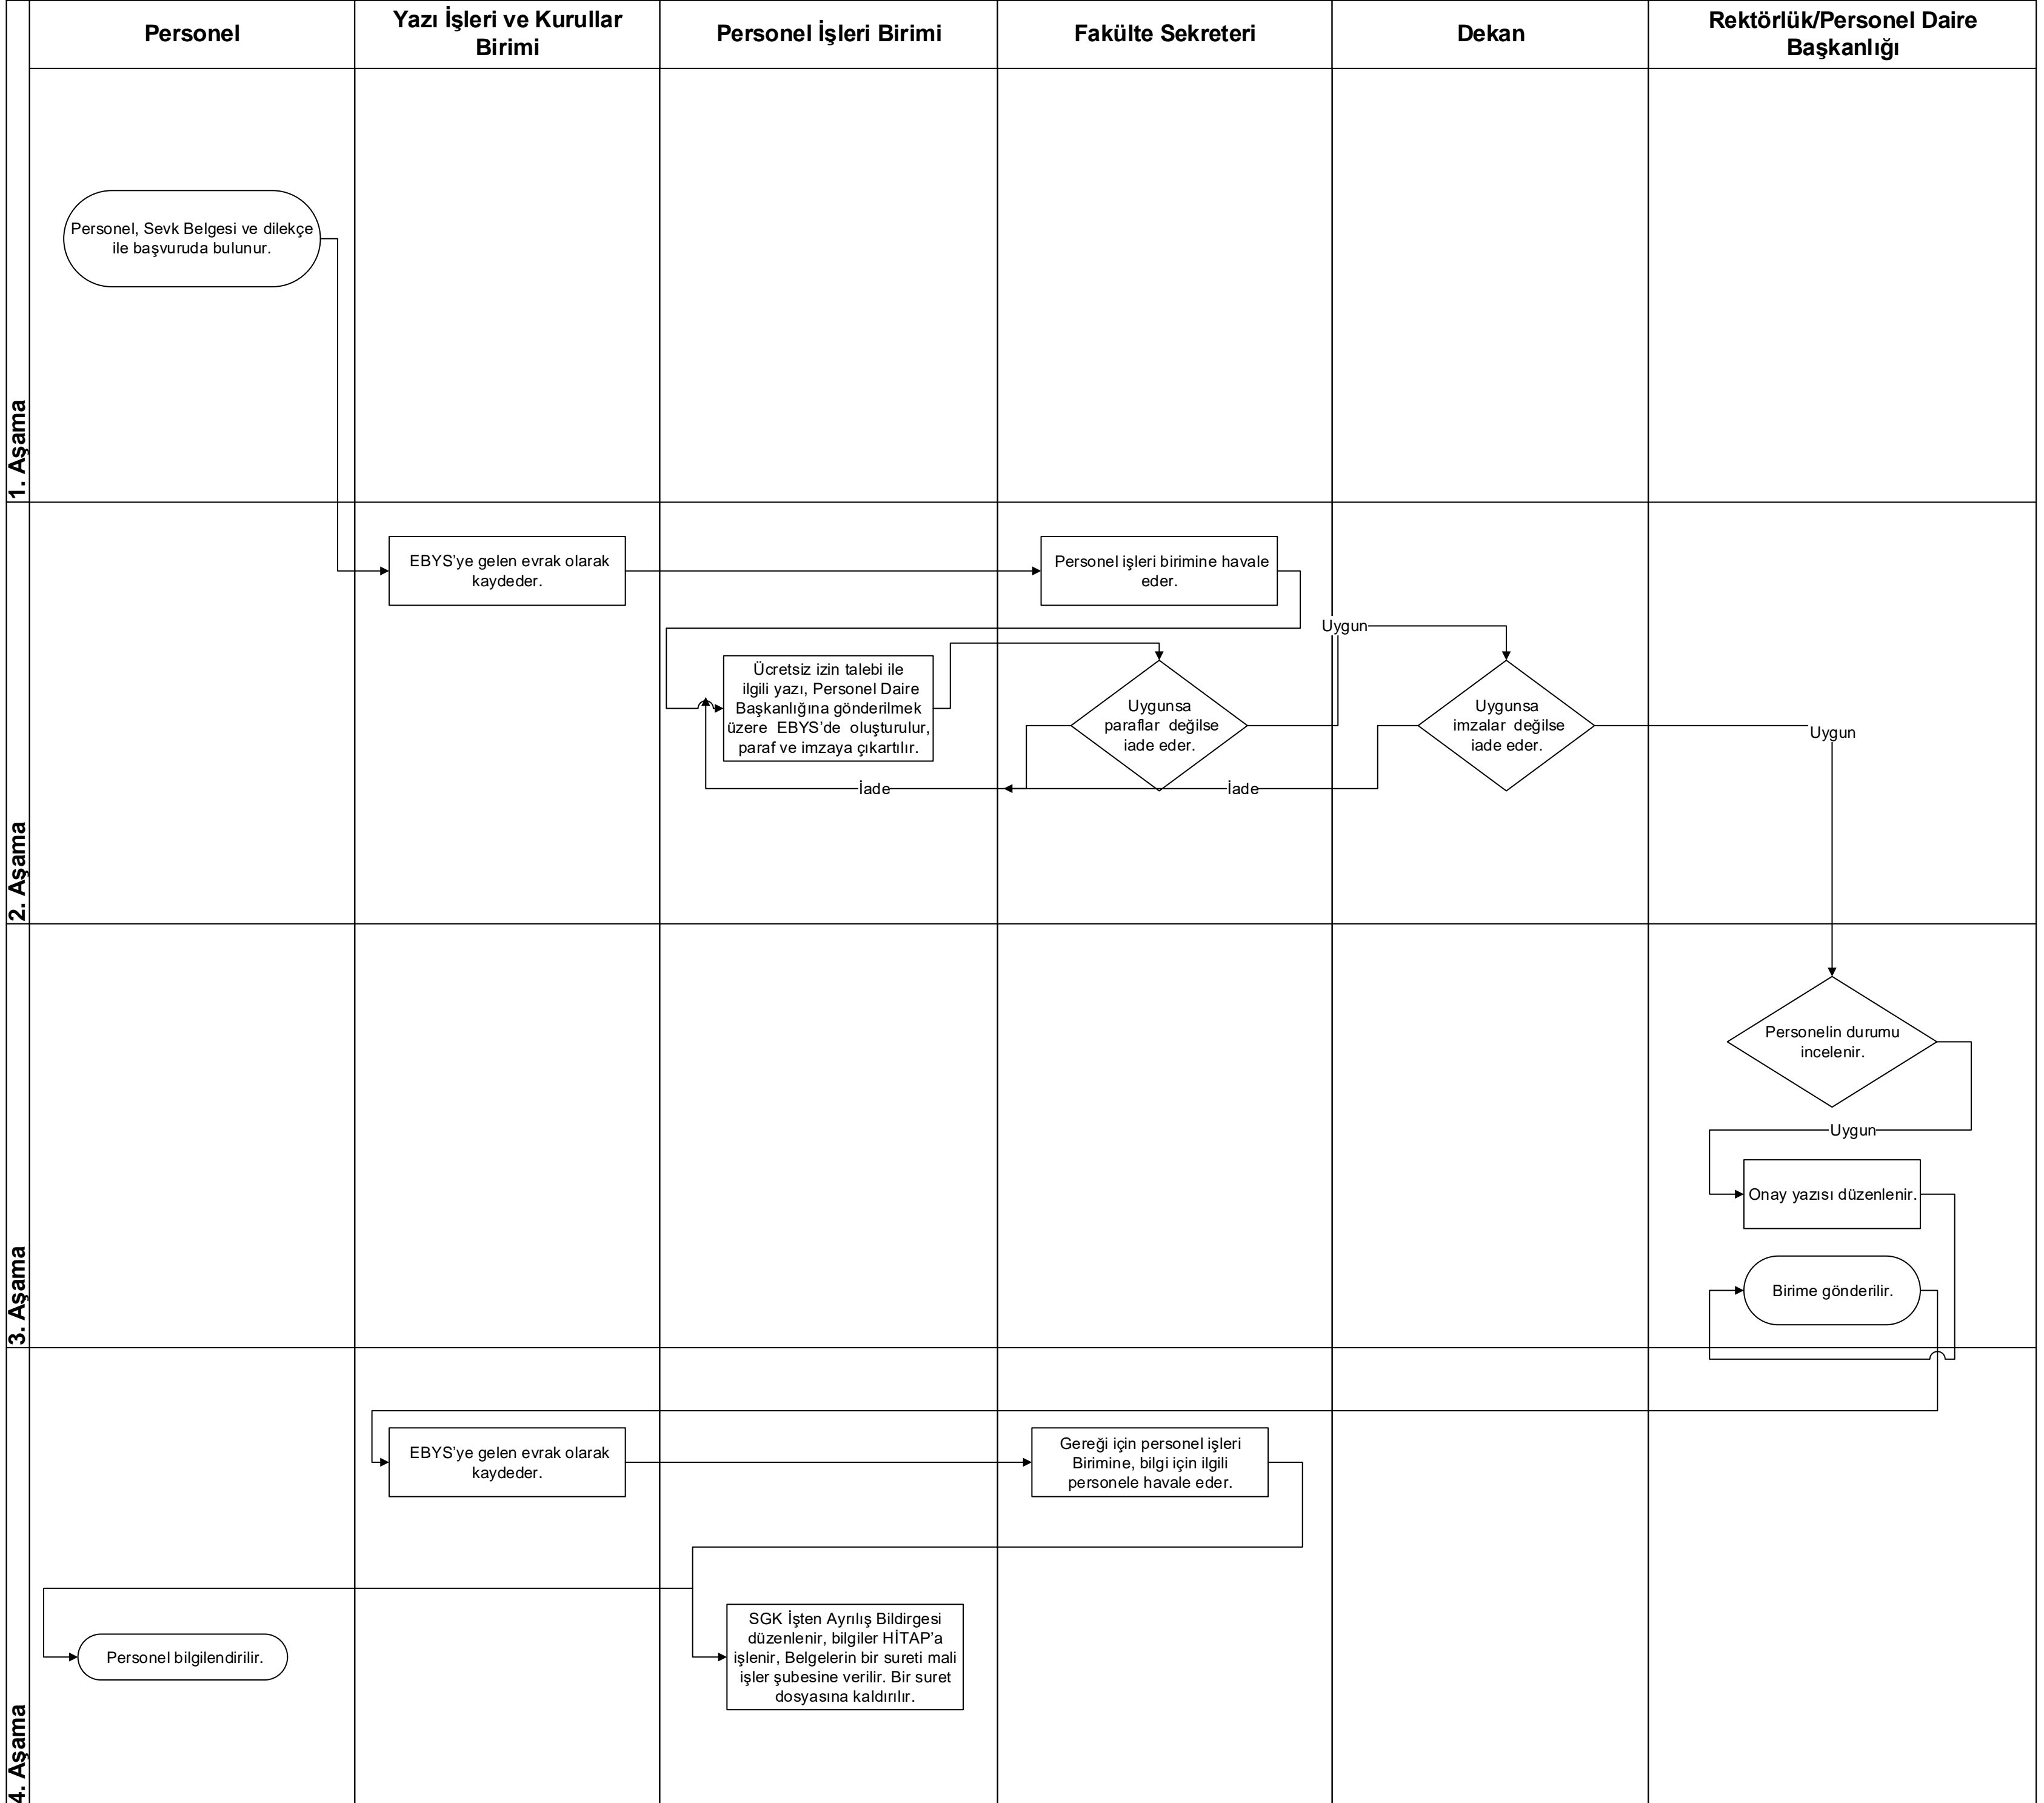 Personel
Yazı İşleri ve Kurullar
Birimi
Personel İşleri Birimi
Fakülte Sekreteri
Dekan
Rektörlük/Personel Daire
Başkanlığı
1. Aşama
Personel, Sevk Belgesi ve dilekçe
ile başvuruda bulunur.
2. Aşama
EBYS'ye gelen evrak olarak
kaydeder.
Personel işleri birimine havale
eder.
Ücretsiz izin talebi ile
ilgili yazı, Personel Daire
Başkanlığına gönderilmek
üzere EBYS'de oluşturulur,
paraf ve imzaya çıkartılır.
Uygunsa
paraflar değilse
iade eder.
Uygun
Uygunsa
imzalar değilse
iade eder.
Uygun
İade
İade
3. Aşama
Personelin durumu
incelenir.
Uygun
Onay yazısı düzenlenir.
Birime gönderilir.
4. Aşama
EBYS'ye gelen evrak olarak
kaydeder.
Gereği için personel işleri
Birimine, bilgi için ilgili
personele havale eder.
Personel bilgilendirilir.
SGK İşten Ayrılış Bildirgesi
düzenlenir, bilgiler HİTAP'a
işlenir, Belgelerin bir sureti mali
işler şubesine verilir. Bir suret
dosyasına kaldırılır.